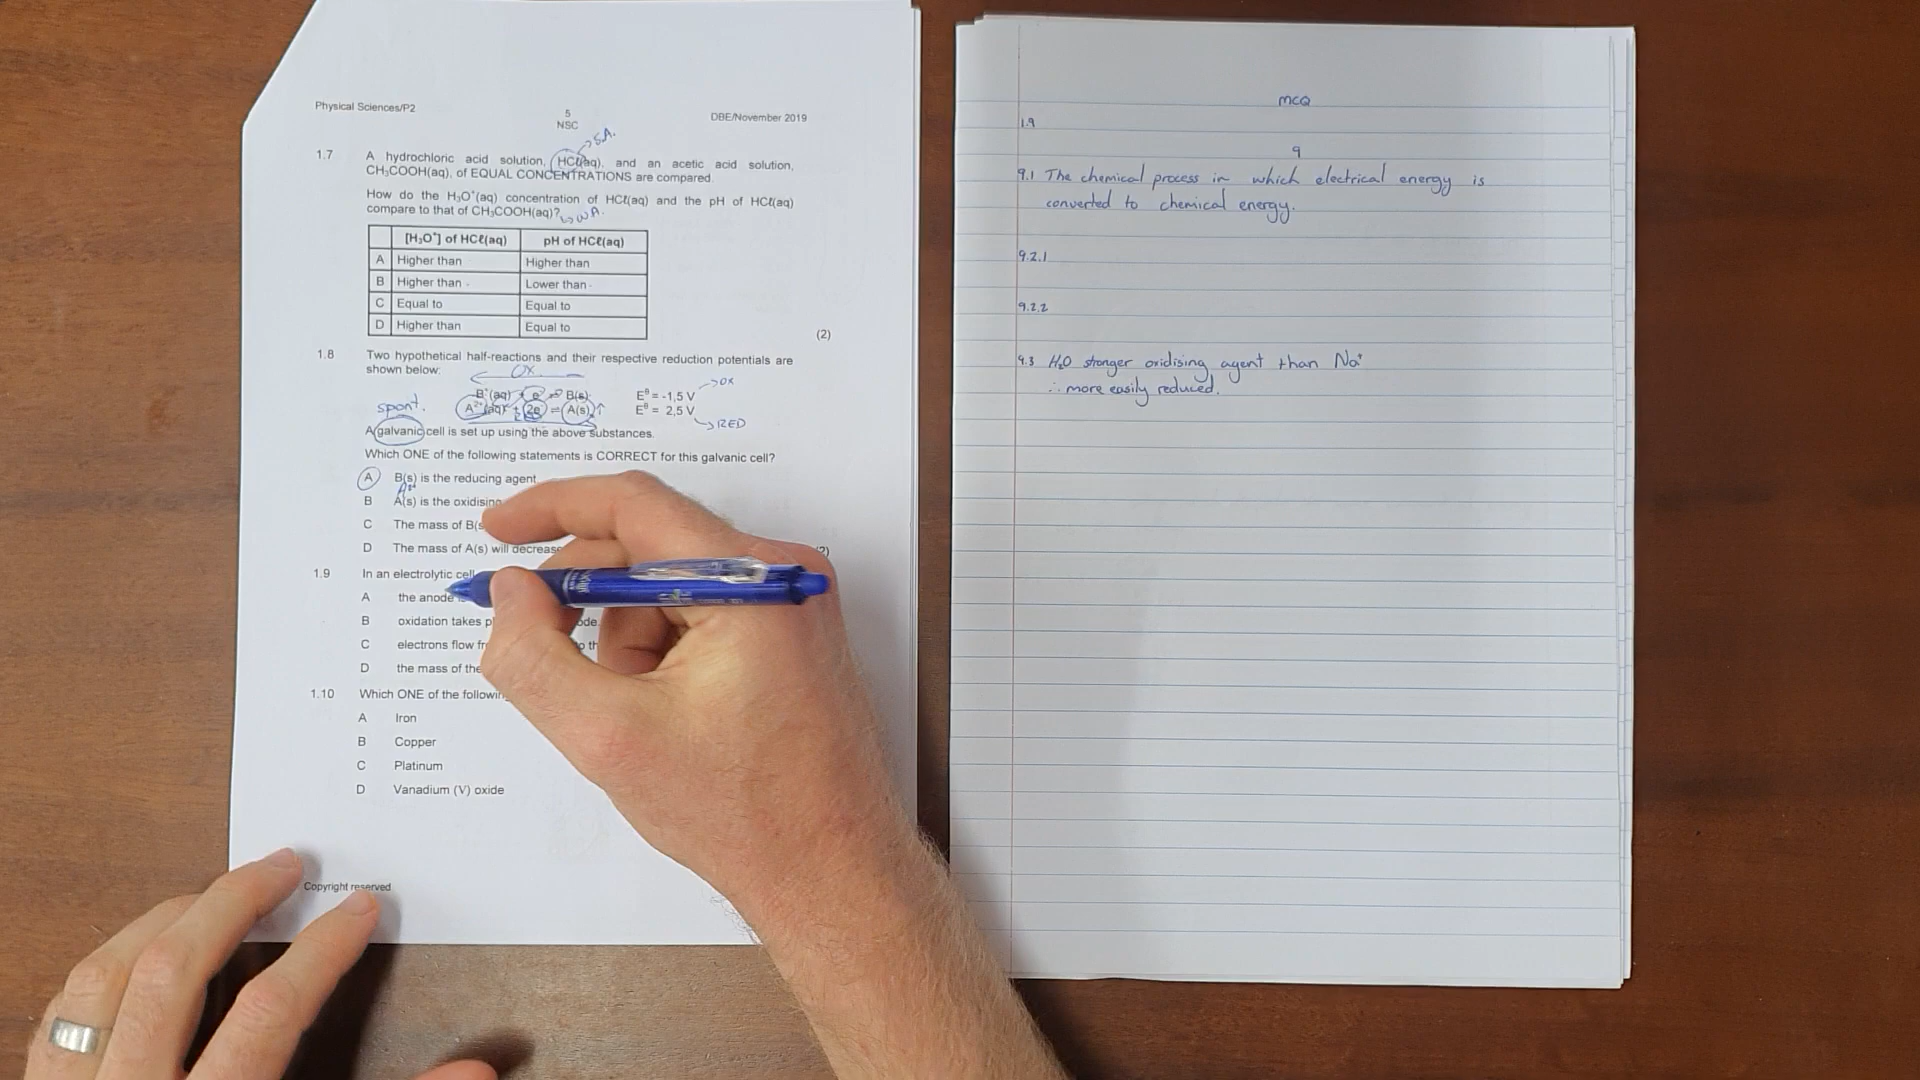 Physical Sciences/P2
5
NSC
DBE/November 2019
SA.
1.7 A hydrochloric acid solution, HCℓ(aq), and an acetic acid solution,
CH₃COOH(aq), of EQUAL CONCENTRATIONS are compared.
How do the H₃O⁺(aq) concentration of HCℓ(aq) and the pH of HCℓ(aq)
compare to that of CH₃COOH(aq)?
WA.
[H₃O⁺] of HCℓ(aq) pH of HCℓ(aq)
A Higher than Higher than
B Higher than Lower than
C Equal to Equal to
D Higher than Equal to
(2)
1.8 Two hypothetical half-reactions and their respective reduction potentials are
shown below:
OX
B⁺(aq) + e⁻ ⇌ B(s) Eᶿ = -1,5 V → OX
spont. A²⁺(aq) + 2e⁻ ⇌ A(s) ↑ Eᶿ = 2,5 V
RED
A galvanic cell is set up using the above substances.
Which ONE of the following statements is CORRECT for this galvanic cell?
A B(s) is the reducing agent
B A(s) is the oxidising
C The mass of B(s
D The mass of A(s) will decrease
1.9 In an electrolytic cell
A the anode
B oxidation takes
C electrons flow
D the mass of the
1.10 Which ONE of the
A Iron
B Copper
C Platinum
D Vanadium (V) oxide
Copyright reserved
MCQ
1.9
9
9.1 The chemical process in which electrical energy is
converted to chemical energy.
9.2.1
9.2.2
9.3 H₂O stronger oxidising agent than Na⁺
∴ more easily reduced.